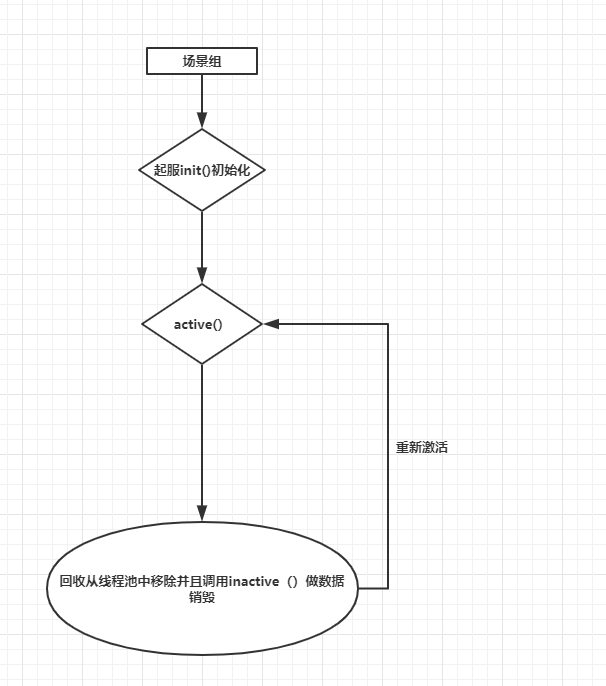 场景组
起服init()初始化
active()
重新激活
回收从线程池中移除并且调用inactive（）做数据
销毁